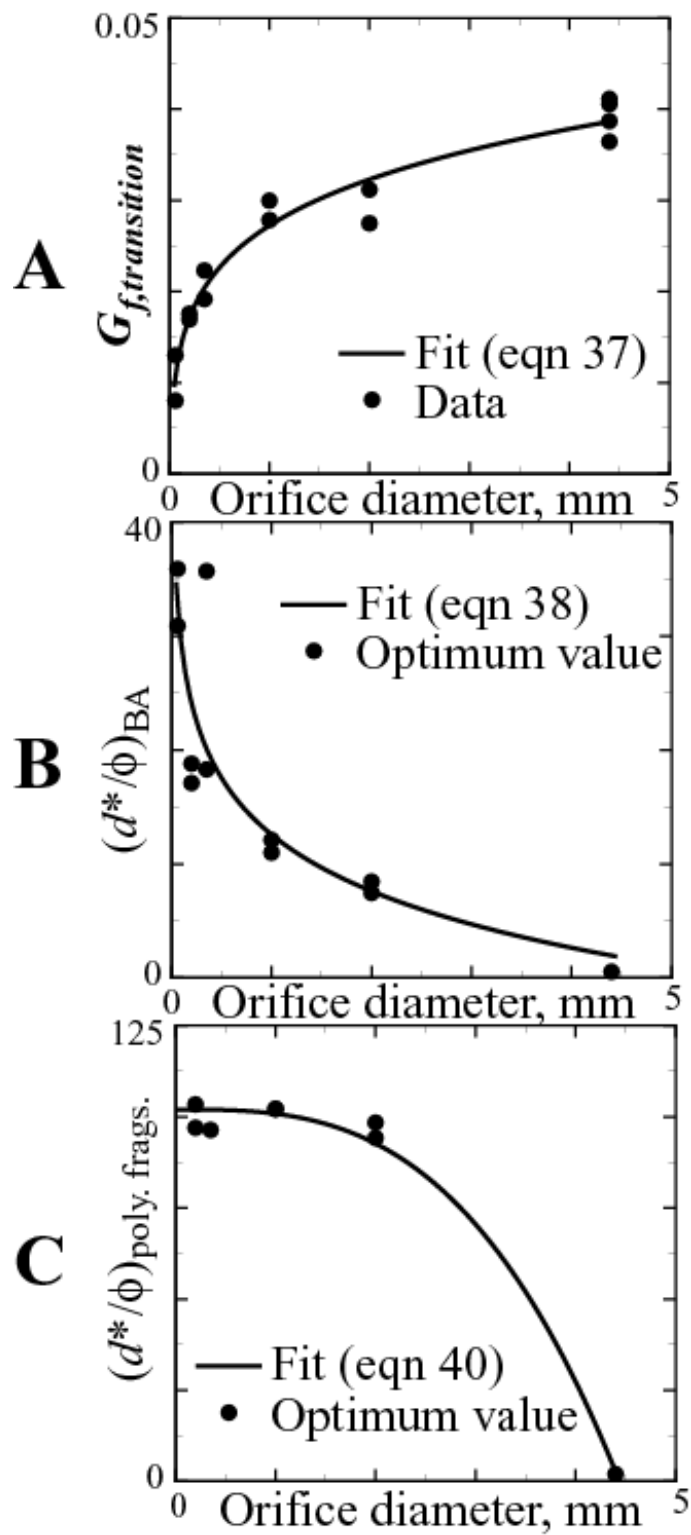 0.05
A
G_f,transition
Fit (eqn 37)
Data
0
0
Orifice diameter, mm
5
40
B
(d*/ϕ)BA
Fit (eqn 38)
Optimum value
0
0
Orifice diameter, mm
5
125
C
(d*/ϕ)poly. frags.
Fit (eqn 40)
Optimum value
0
0
Orifice diameter, mm
5